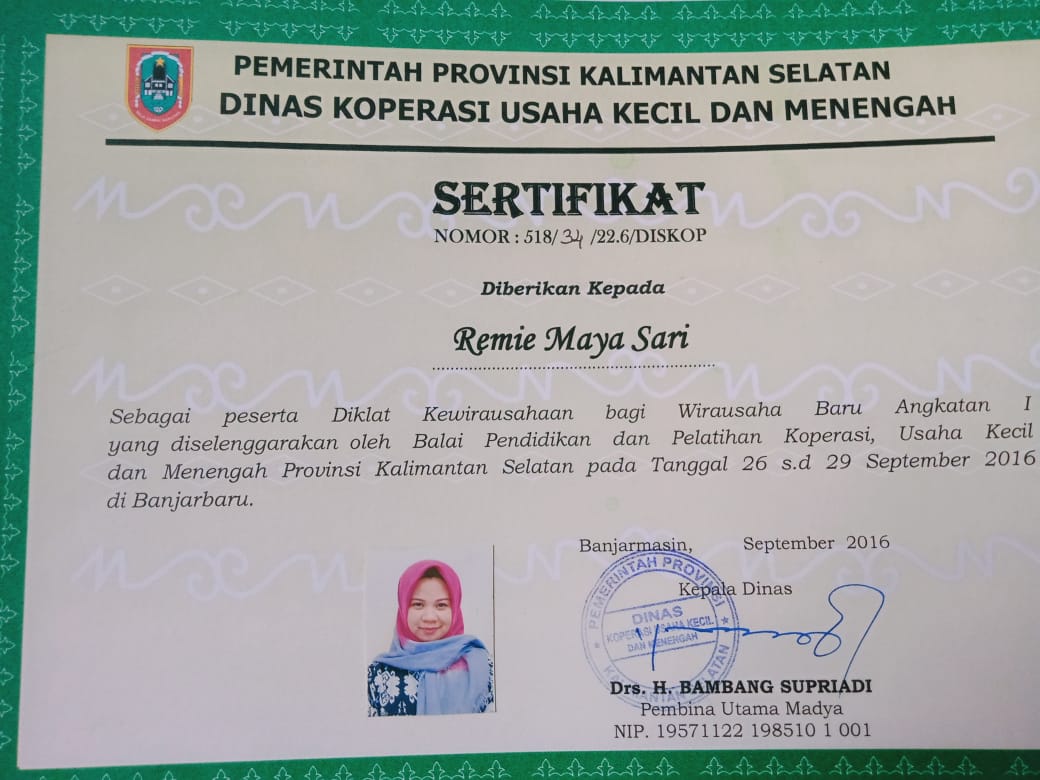 PEMERINTAH PROVINSI KALIMANTAN SELATAN
DINAS KOPERASI USAHA KECIL DAN MENENGAH
SERTIFIKAT
NOMOR : 518/ 34 /22.6/DISKOP
Diberikan Kepada
Remie Maya Sari
Sebagai peserta Diklat Kewirausahaan bagi Wirausaha Baru Angkatan I
yang diselenggarakan oleh Balai Pendidikan dan Pelatihan Koperasi, Usaha Kecil
dan Menengah Provinsi Kalimantan Selatan pada Tanggal 26 s.d 29 September 2016
di Banjarbaru.
Banjarmasin, September 2016
Kepala Dinas
PEMERINTAH PROVINSI
DINAS
KOPERASI USAHA KECIL
DAN MENENGAH
KALIMANTAN SELATAN
Drs. H. BAMBANG SUPRIADI
Pembina Utama Madya
NIP. 19571122 198510 1 001